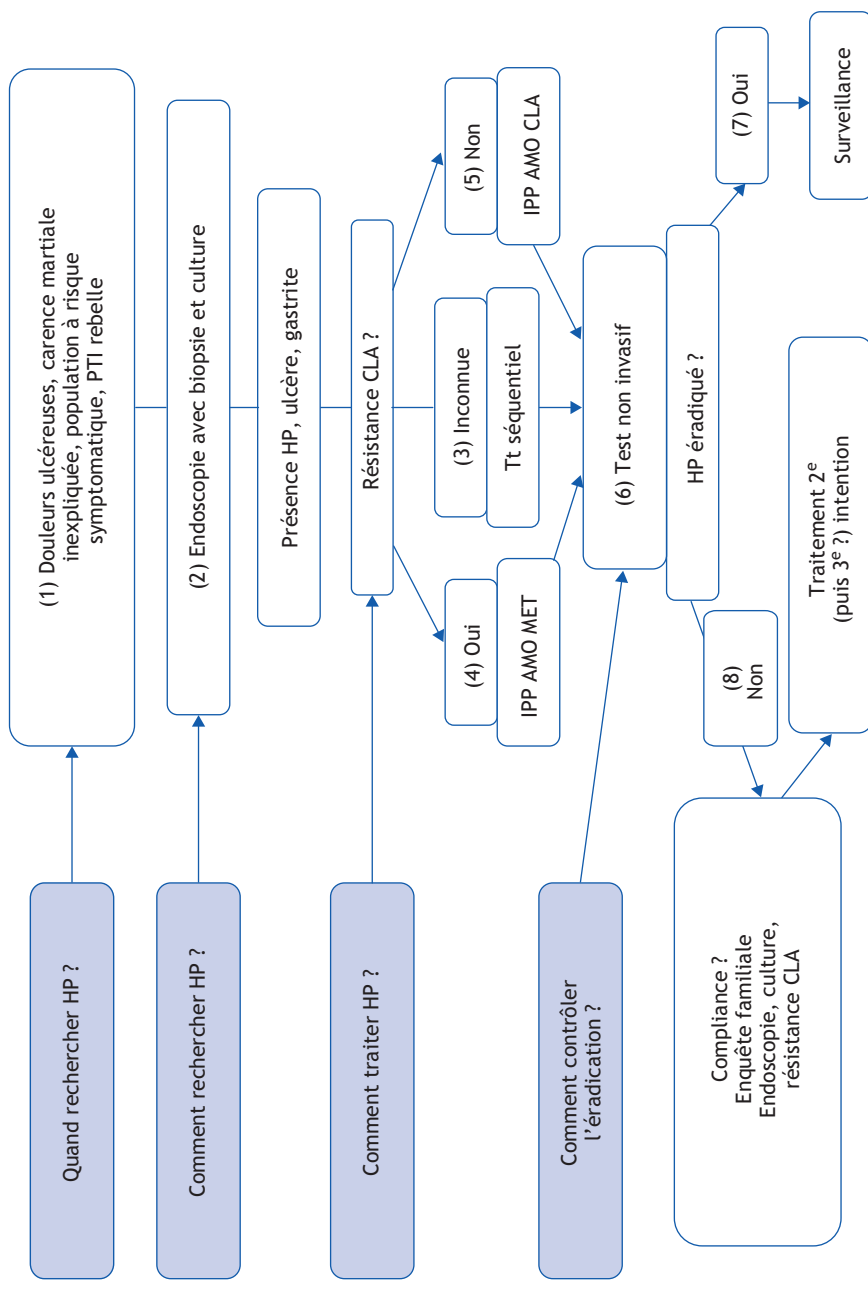 Quand rechercher HP ?
(1) Douleurs ulcéreuses, carence martiale
inexpliquée, population à risque
symptomatique, PTI rebelle
Comment rechercher HP ?
(2) Endoscopie avec biopsie et culture
Présence HP, ulcère, gastrite
Comment traiter HP ?
Résistance CLA ?
(4) Oui
IPP AMO MET
(3) Inconnue
Tt séquentiel
(5) Non
IPP AMO CLA
Comment contrôler
l’éradication ?
(6) Test non invasif
HP éradiqué ?
(8)
Non
(7) Oui
Compliance ?
Enquête familiale
Endoscopie, culture,
résistance CLA
Traitement 2e
(puis 3e ?) intention
Surveillance